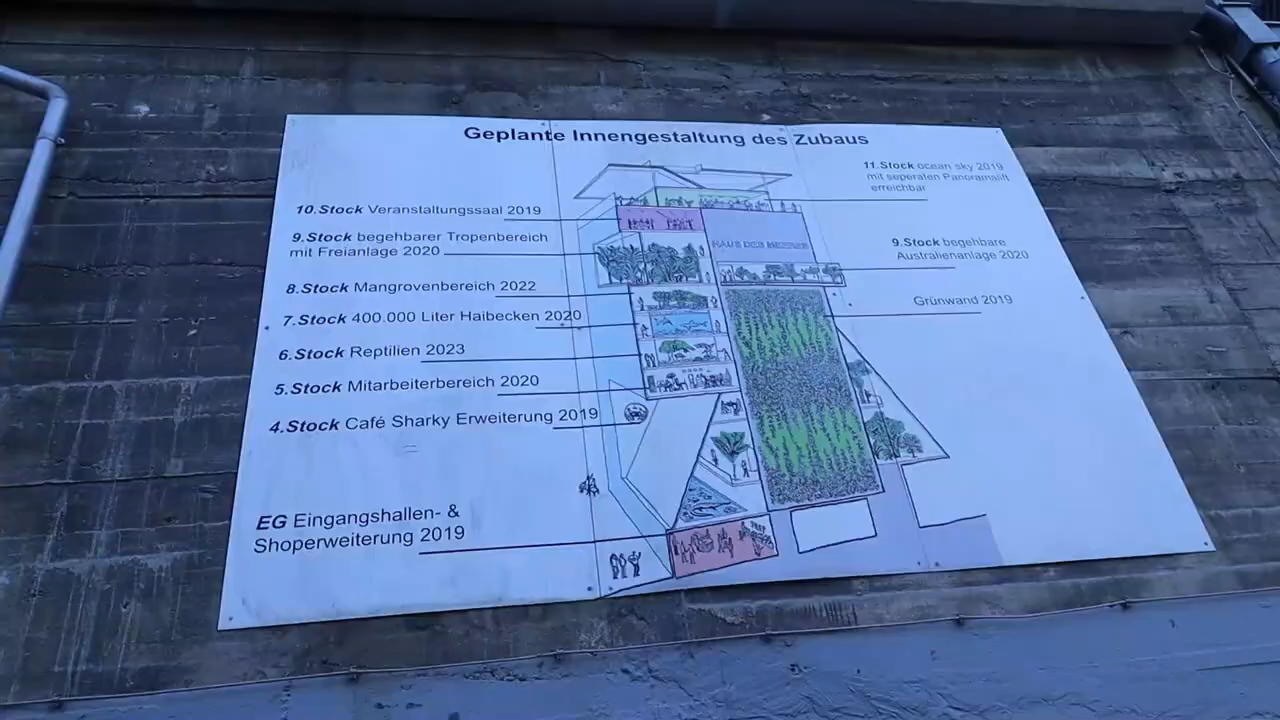 Geplante Innengestaltung des Zubaus
11.Stock ocean sky 2019
mit seperaten Panoramalift
erreichbar
10.Stock Veranstaltungssaal 2019
9.Stock begehbarer Tropenbereich
mit Freianlage 2020
HAUS DES MEERES
9.Stock begehbare
Australienanlage 2020
8.Stock Mangrovenbereich 2022
Grünwand 2019
7.Stock 400.000 Liter Haibecken 2020
6.Stock Reptilien 2023
5.Stock Mitarbeiterbereich 2020
4.Stock Café Sharky Erweiterung 2019
EG Eingangshallen- &
Shoperweiterung 2019